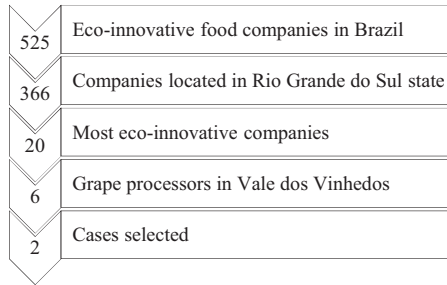 525 Eco-innovative food companies in Brazil
366 Companies located in Rio Grande do Sul state
20 Most eco-innovative companies
6 Grape processors in Vale dos Vinhedos
2 Cases selected